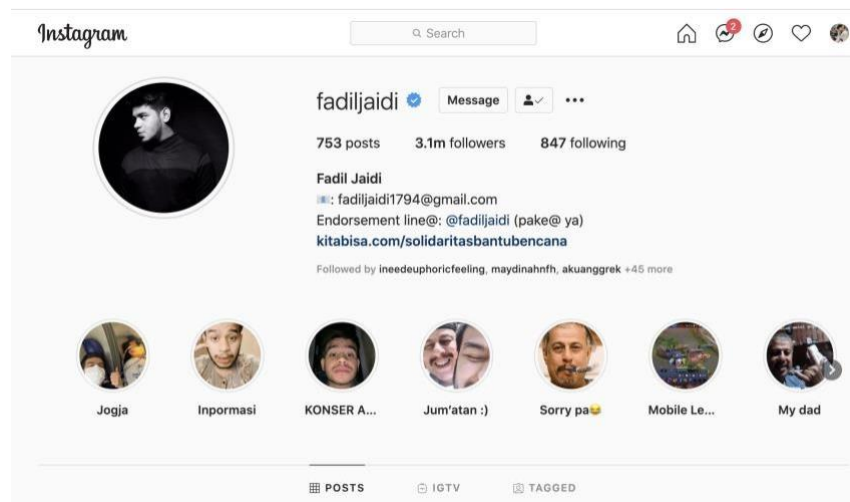 Instagram
Search
2
fadiljaidi
Message
753 posts 3.1m followers 847 following
Fadil Jaidi
📧: fadiljaidi1794@gmail.com
Endorsement line@: @fadiljaidi (pake@ ya)
kitabisa.com/solidaritasbantubencana
Followed by ineedeuphoricfeeling, maydinahnfh, akuanggrek +45 more
Jogja Inpormasi KONSER A... Jum'atan :) Sorry pa😂 Mobile Le... My dad
POSTS IGTV TAGGED